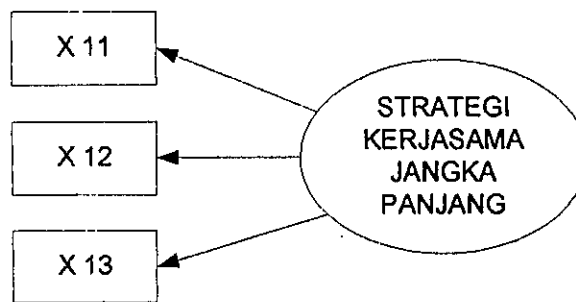 X 11
STRATEGI
KERJASAMA
JANGKA
PANJANG
X 12
X 13